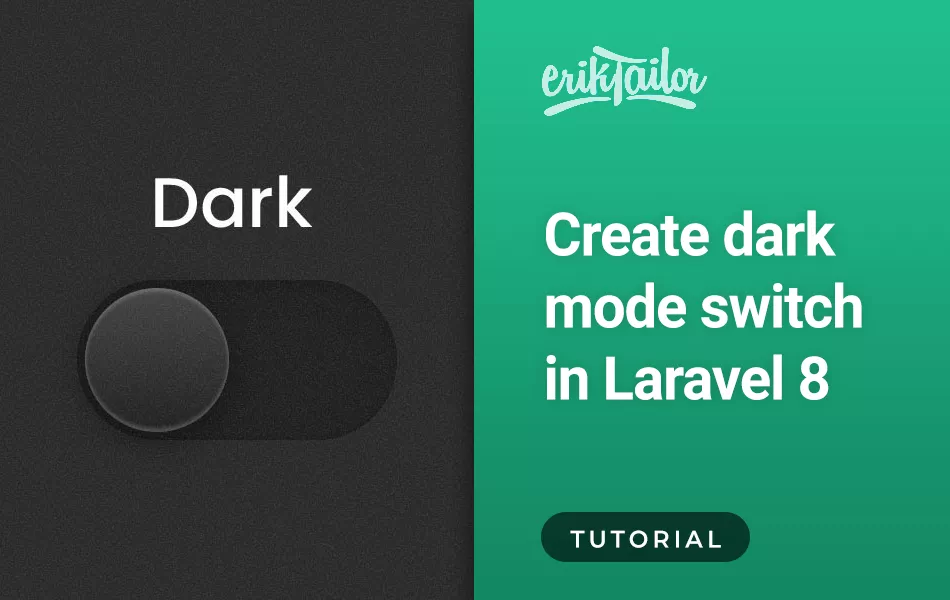 Dark
erikTailor
Create dark
mode switch
in Laravel 8
TUTORIAL